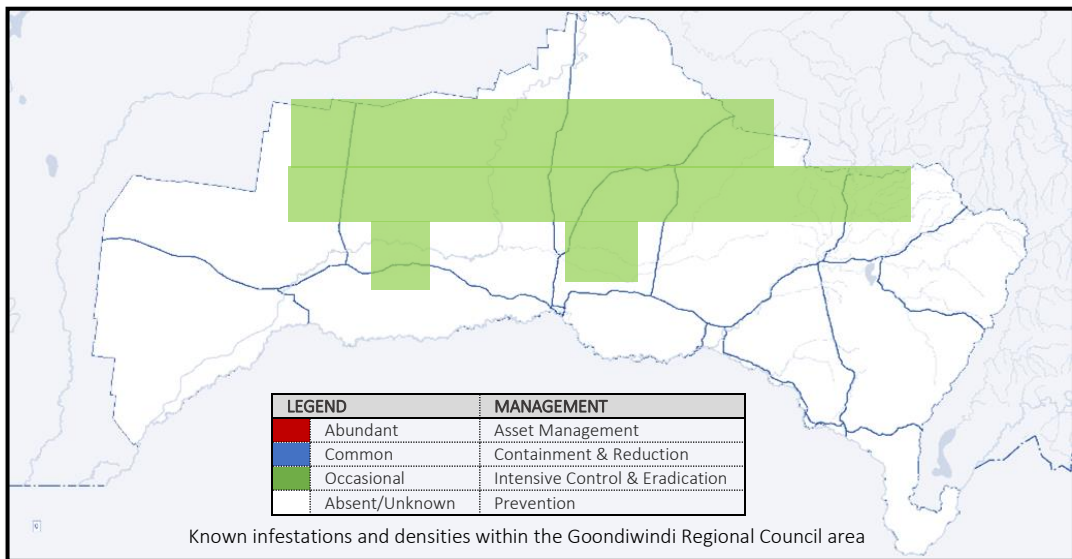 LEGEND MANAGEMENT
Abundant Asset Management
Common Containment & Reduction
Occasional Intensive Control & Eradication
Absent/Unknown Prevention
Known infestations and densities within the Goondiwindi Regional Council area